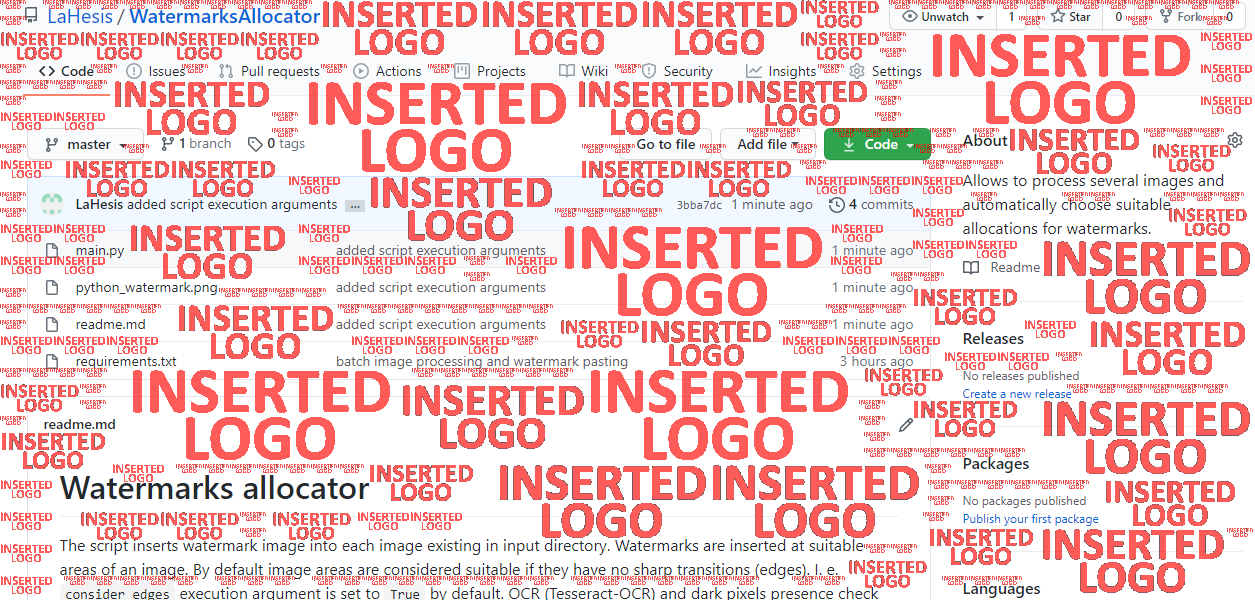 LaHesis / WatermarksAllocator
Unwatch 1 Star 0 Fork 0
Code Issues Pull requests Actions Projects Wiki Security Insights Settings
master 1 branch 0 tags Go to file Add file Code
LaHesis added script execution arguments ... 3bba7dc 1 minute ago 4 commits
main.py added script execution arguments 1 minute ago
python_watermark.png added script execution arguments 1 minute ago
readme.md added script execution arguments 1 minute ago
requirements.txt batch image processing and watermark pasting 3 hours ago
readme.md
Watermarks allocator
The script inserts watermark image into each image existing in input directory. Watermarks are inserted at suitable
areas of an image. By default image areas are considered suitable if they have no sharp transitions (edges). I. e.
consider_edges execution argument is set to True by default. OCR (Tesseract-OCR) and dark pixels presence check
About
Allows to process several images and
automatically choose suitable
allocations for watermarks.
Readme
Releases
No releases published
Create a new release
Packages
No packages published
Publish your first package
Languages
INSERTED
LOGO